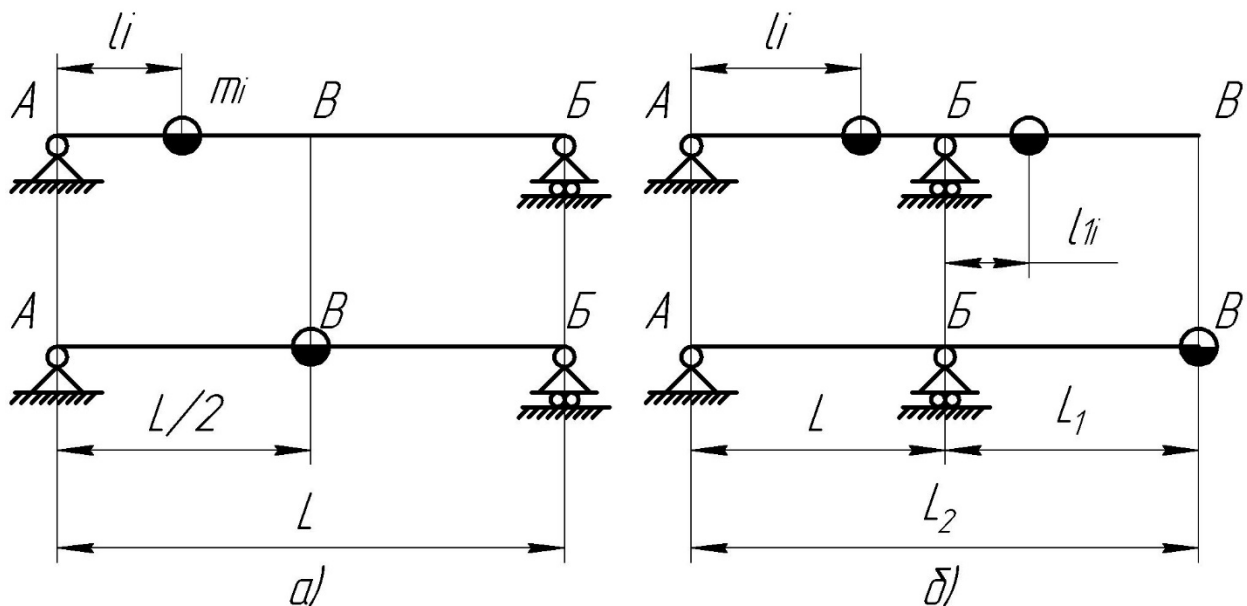 li li
mi
А В Б А Б В
l1i
А В Б А Б В
L/2 L L1
L L2
а) б)